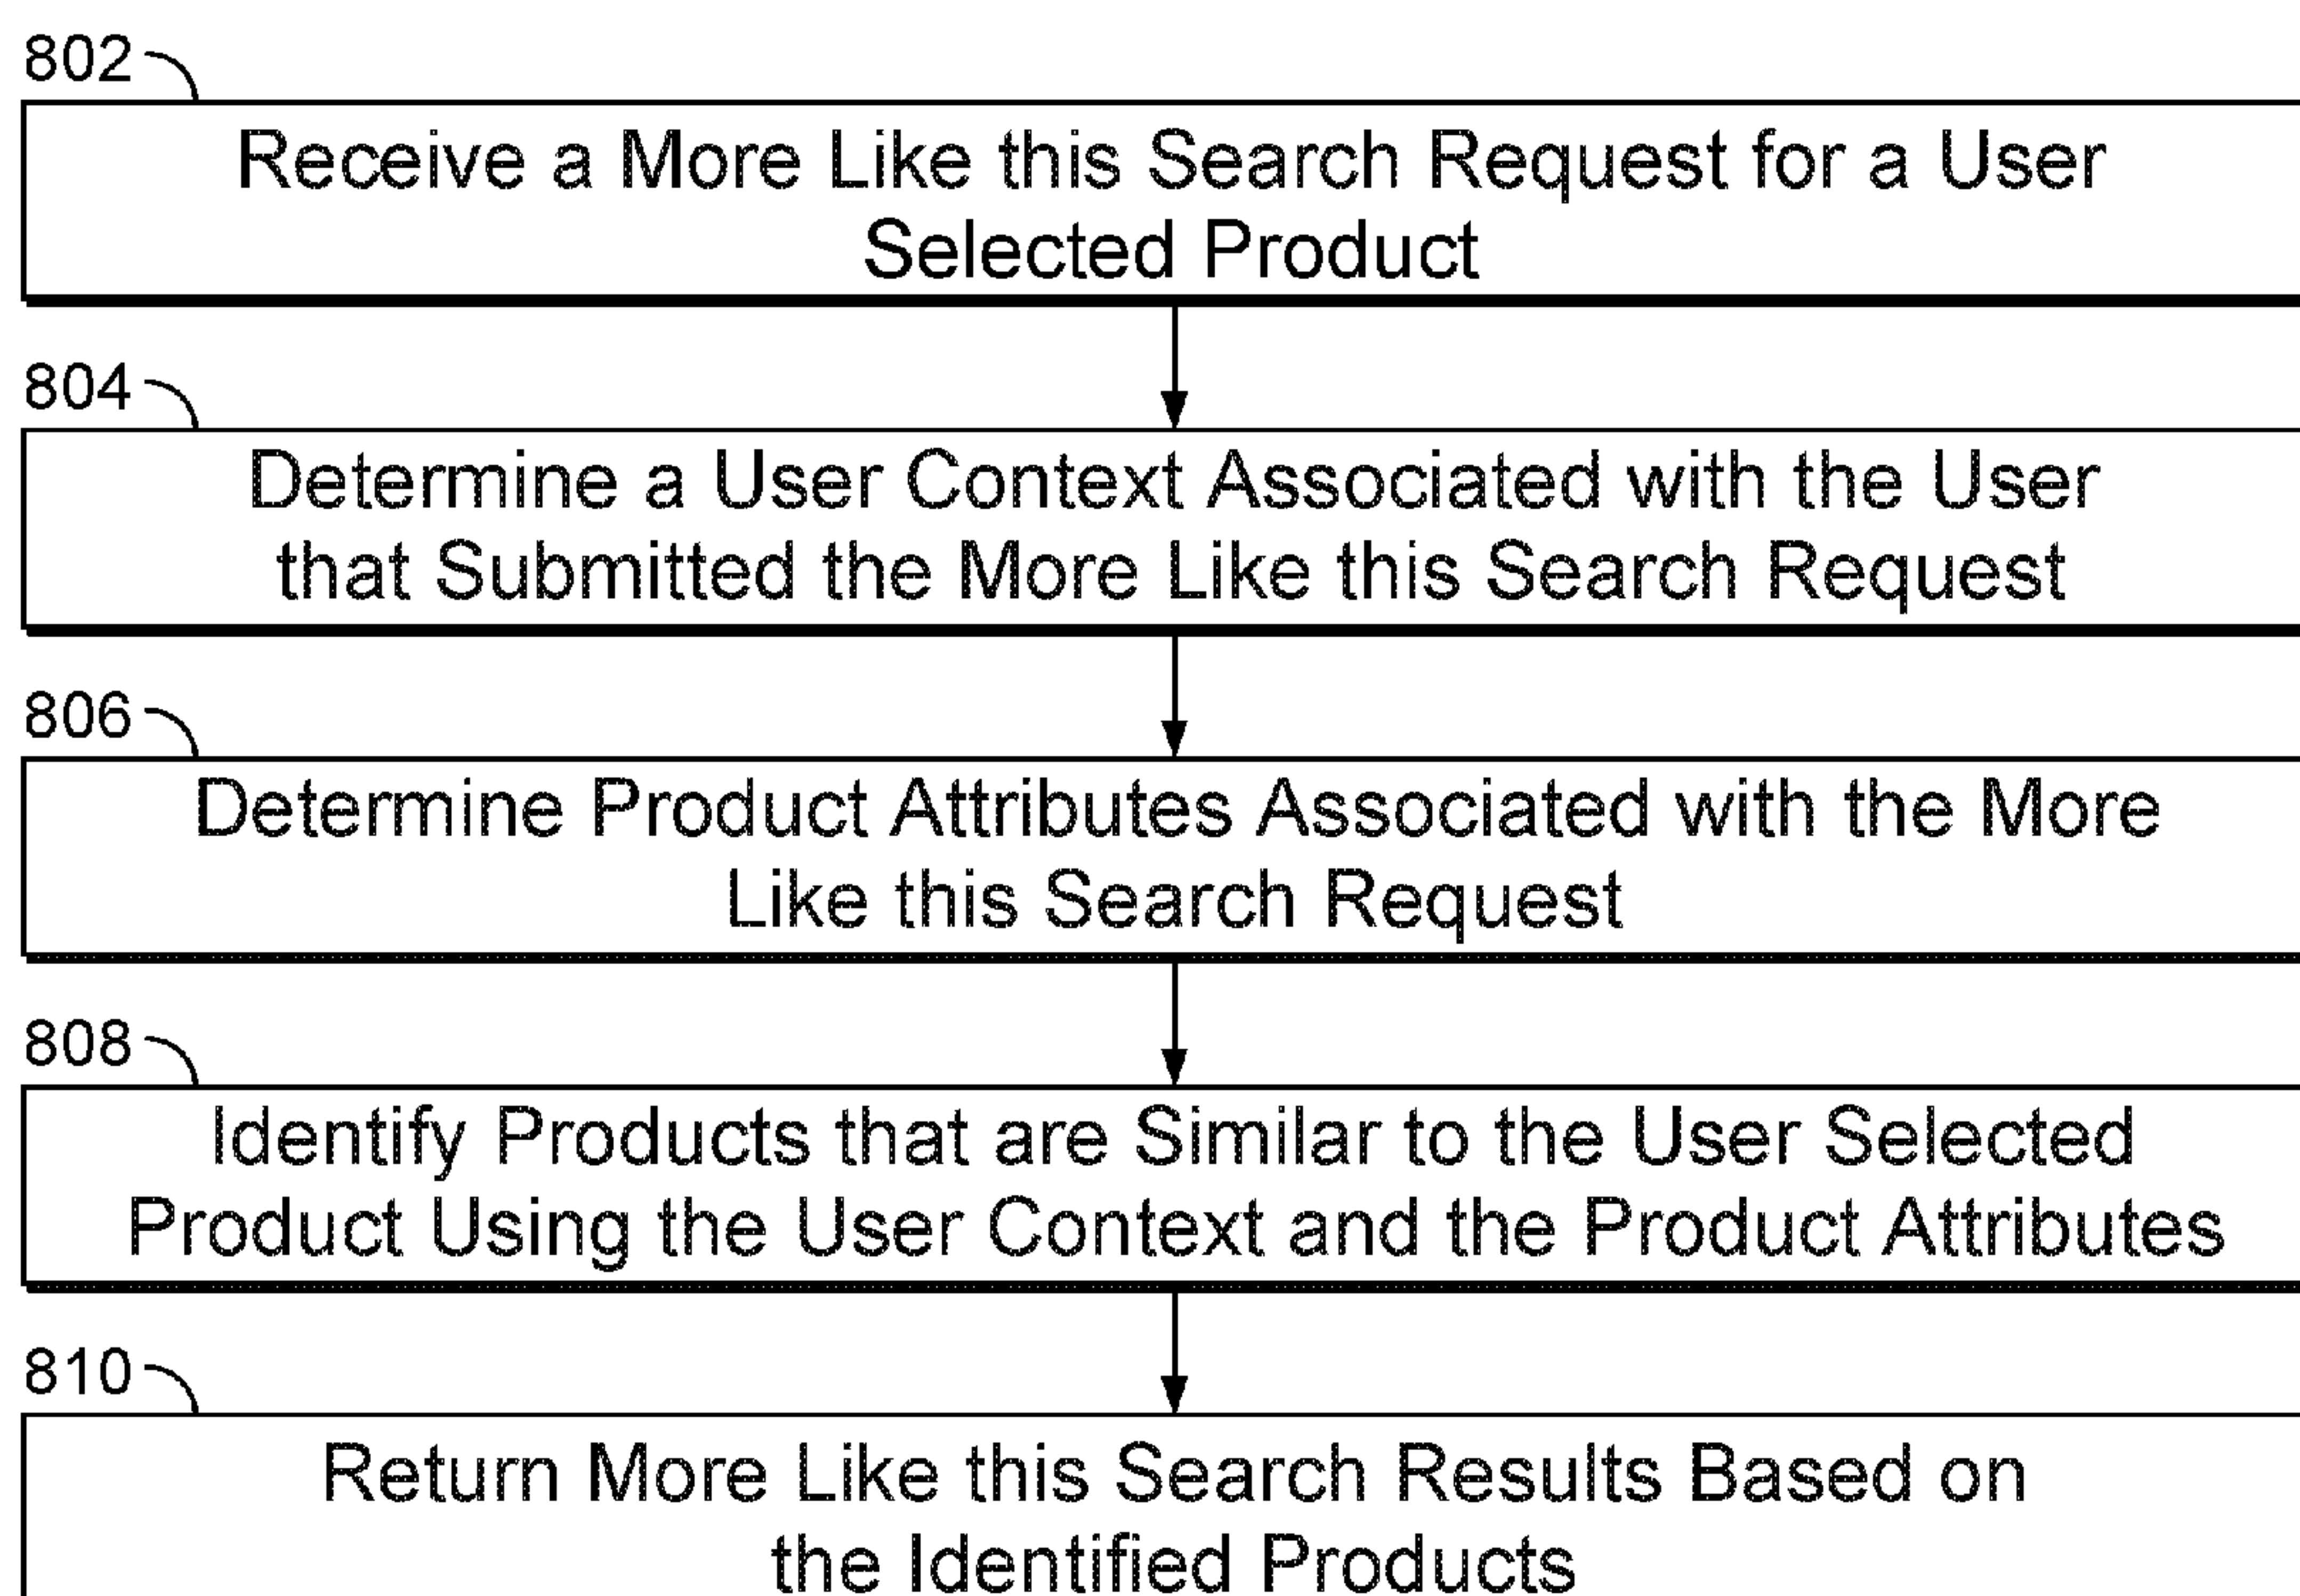 802
Receive a More Like this Search Request for a User
Selected Product
804
Determine a User Context Associated with the User
that Submitted the More Like this Search Request
806
Determine Product Attributes Associated with the More
Like this Search Request
808
Identify Products that are Similar to the User Selected
Product Using the User Context and the Product Attributes
810
Return More Like this Search Results Based on
the Identified Products